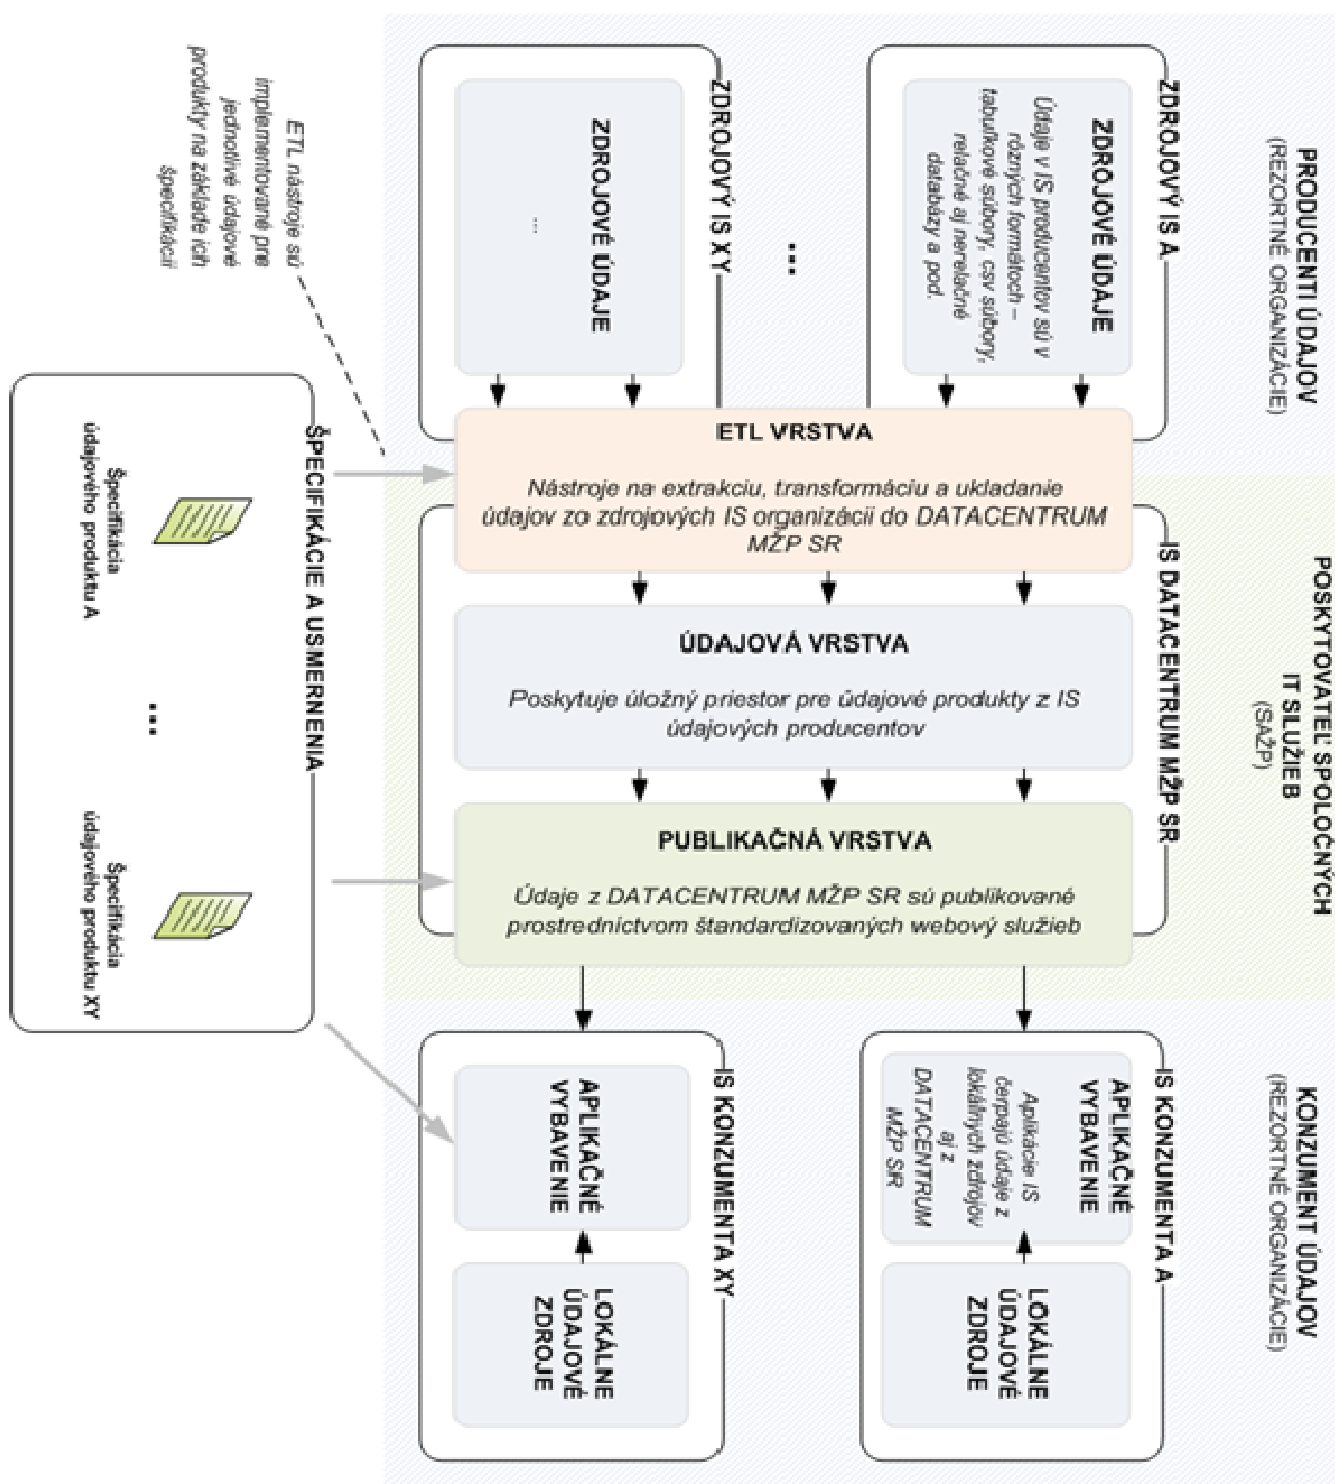 PRODUCENTI ÚDAJOV
(REZORTNÉ ORGANIZÁCIE)
ZDROJOVÝ IS A
ZDROJOVÉ ÚDAJE
Údaje v IS producentov sú v
rôznych formátoch –
tabuľkové súbory, csv súbory,
relačné aj nerelačné
databázy a pod.
...
ZDROJOVÝ IS XY
ZDROJOVÉ ÚDAJE
...
ETL nástroje sú
implementované pre
jednotlivé údajové
produkty na základe ich
špecifikácií
POSKYTOVATEĽ SPOLOČNÝCH
IT SLUŽIEB
(SAŽP)
IS DATACENTRUM MŽP SR
ETL VRSTVA
Nástroje na extrakciu, transformáciu a ukladanie
údajov zo zdrojových IS organizácií do DATACENTRUM
MŽP SR
ÚDAJOVÁ VRSTVA
Poskytuje úložný priestor pre údajové produkty z IS
údajových producentov
PUBLIKAČNÁ VRSTVA
Údaje z DATACENTRUM MŽP SR sú publikované
prostredníctvom štandardizovaných webový služieb
ŠPECIFIKÁCIE A USMERNENIA
Špecifikácia
údajového produktu A
...
Špecifikácia
údajového produktu XY
KONZUMENT ÚDAJOV
(REZORTNÉ ORGANIZÁCIE)
IS KONZUMENTA A
APLIKAČNÉ
VYBAVENIE
Aplikácie IS
čerpajú údaje z
lokálnych zdrojov
aj z
DATACENTRUM
MŽP SR
LOKÁLNE
ÚDAJOVÉ
ZDROJE
IS KONZUMENTA XY
APLIKAČNÉ
VYBAVENIE
LOKÁLNE
ÚDAJOVÉ
ZDROJE